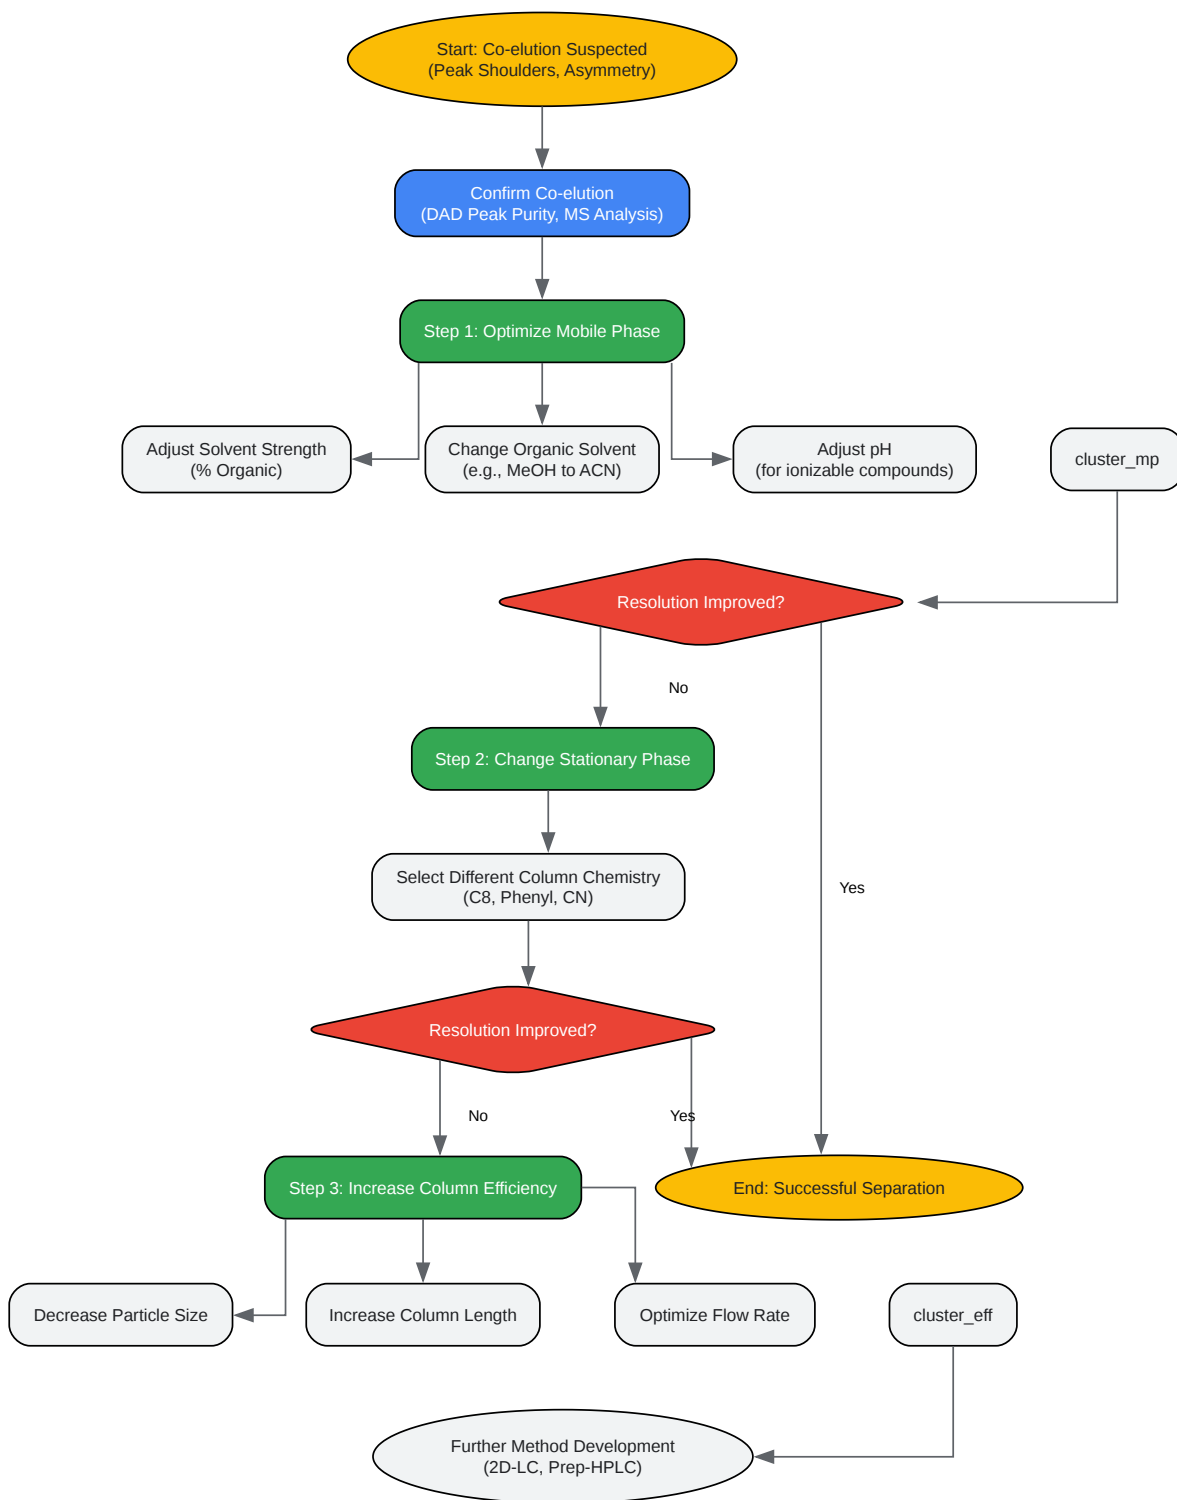 Start: Co-elution Suspected
(Peak Shoulders, Asymmetry)
Confirm Co-elution
(DAD Peak Purity, MS Analysis)
Step 1: Optimize Mobile Phase
Adjust Solvent Strength
(% Organic)
Change Organic Solvent
(e.g., MeOH to ACN)
Adjust pH
(for ionizable compounds)
cluster_mp
Resolution Improved?
No
Step 2: Change Stationary Phase
Yes
Select Different Column Chemistry
(C8, Phenyl, CN)
Resolution Improved?
No
Yes
Step 3: Increase Column Efficiency
End: Successful Separation
Decrease Particle Size
Increase Column Length
Optimize Flow Rate
cluster_eff
Further Method Development
(2D-LC, Prep-HPLC)